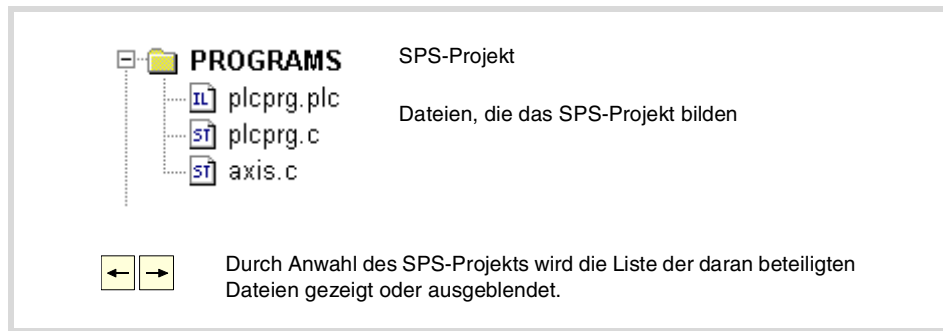 PROGRAMS SPS-Projekt
IL plcprg.plc
Dateien, die das SPS-Projekt bilden
ST plcprg.c
ST axis.c
Durch Anwahl des SPS-Projekts wird die Liste der daran beteiligten
Dateien gezeigt oder ausgeblendet.